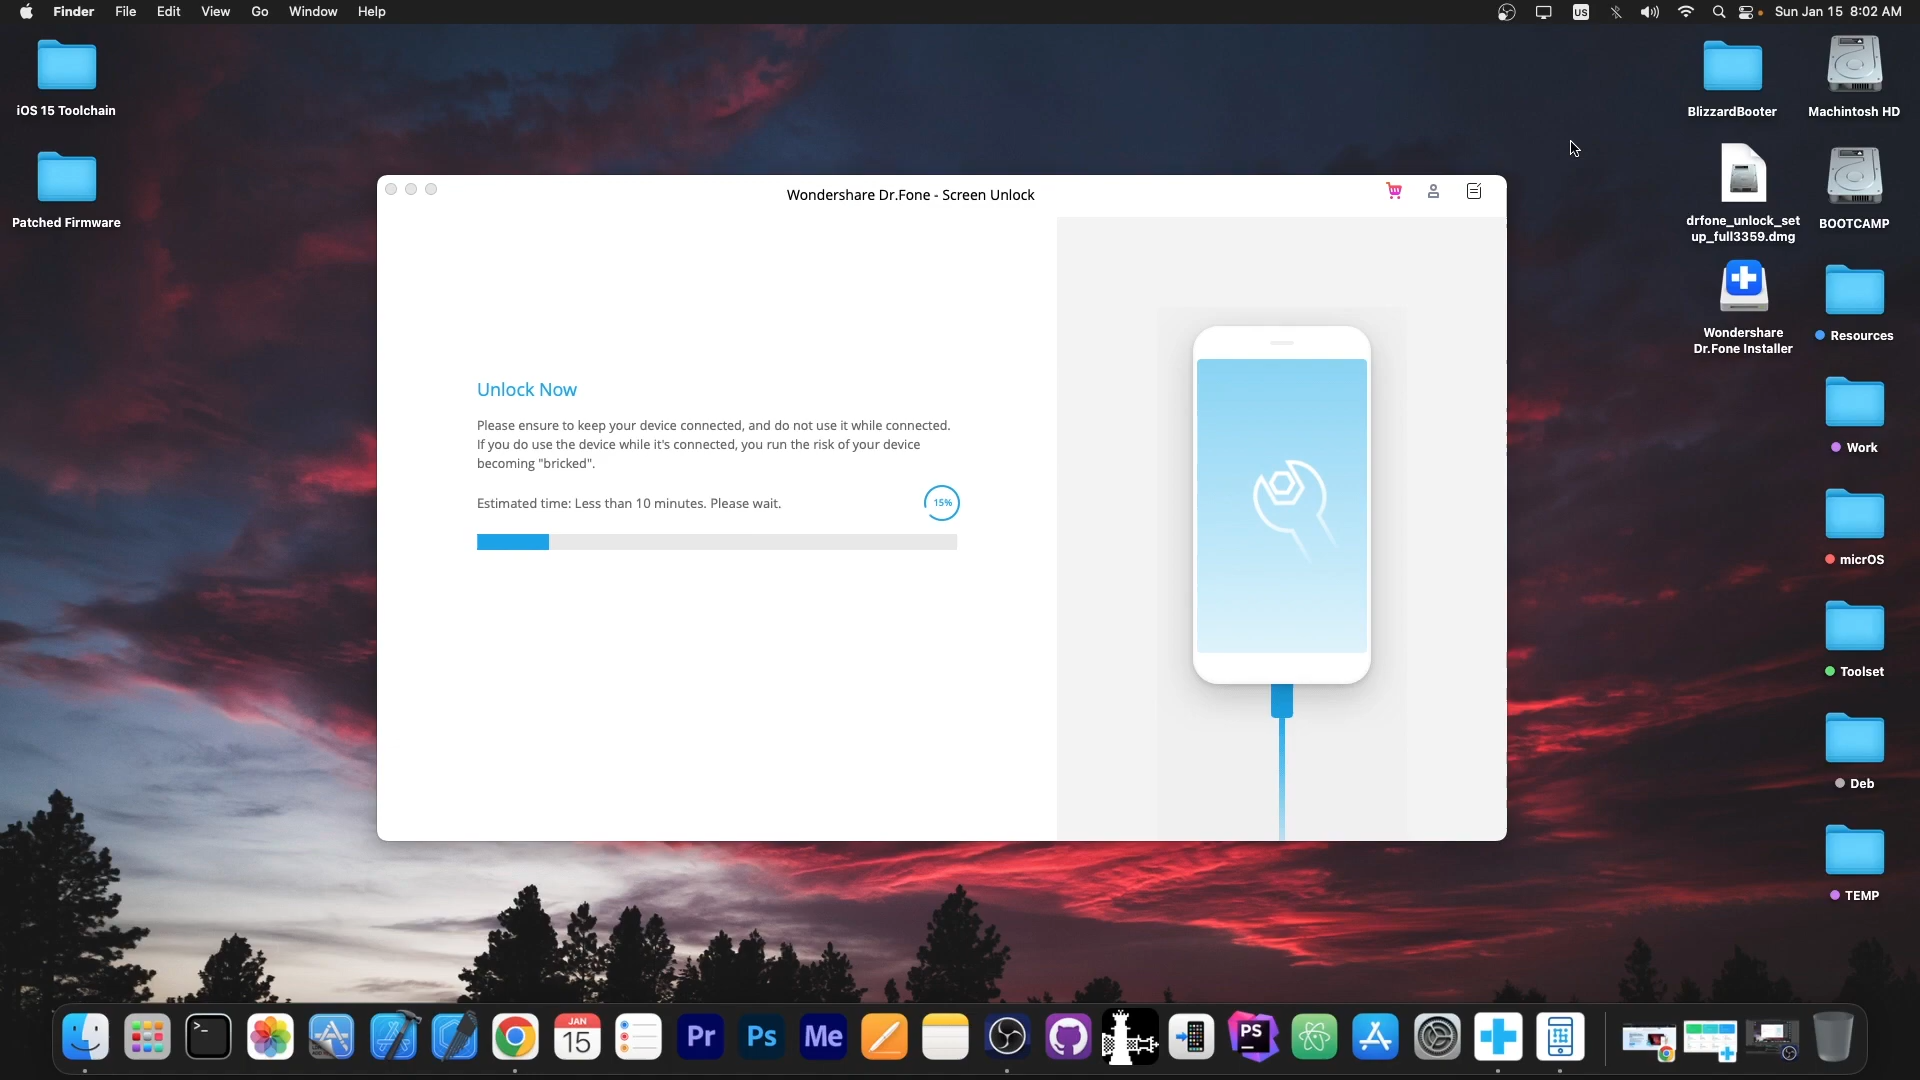 Finder File Edit View Go Window Help
US
Sun Jan 15 8:02 AM
iOS 15 Toolchain
Patched Firmware
BlizzardBooter
Machintosh HD
drfone_unlock_set
up_full3359.dmg
BOOTCAMP
Wondershare
Dr.Fone Installer
Resources
Work
micrOS
Toolset
Deb
TEMP
Wondershare Dr.Fone - Screen Unlock
Unlock Now
Please ensure to keep your device connected, and do not use it while connected.
If you do use the device while it's connected, you run the risk of your device
becoming "bricked".
Estimated time: Less than 10 minutes. Please wait.
15%
>_
JAN
15
Pr
Ps
Me
PS